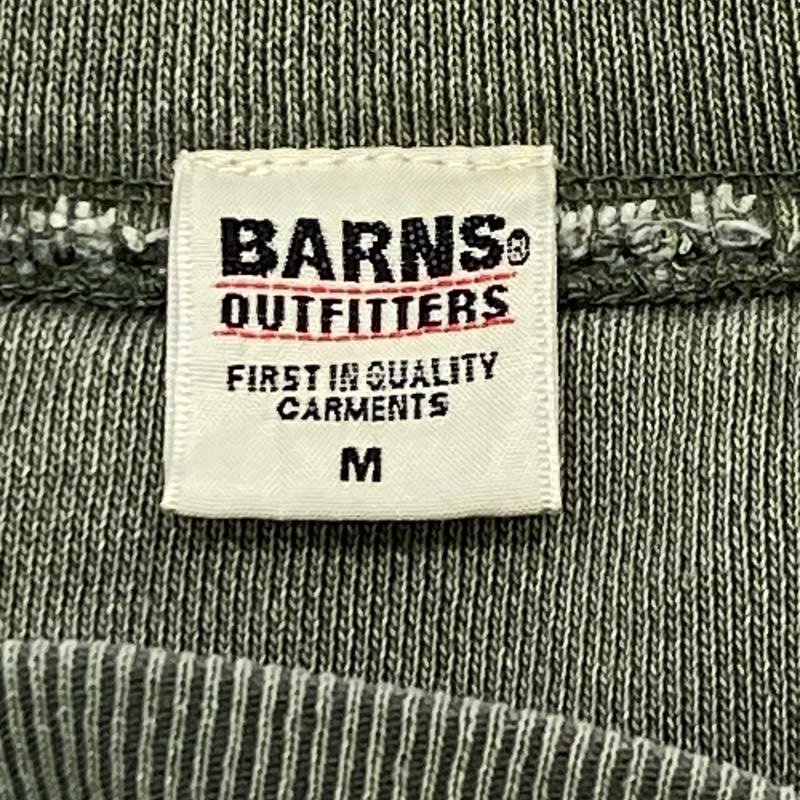 BARNS®
OUTFITTERS
FIRST IN QUALITY
GARMENTS
M